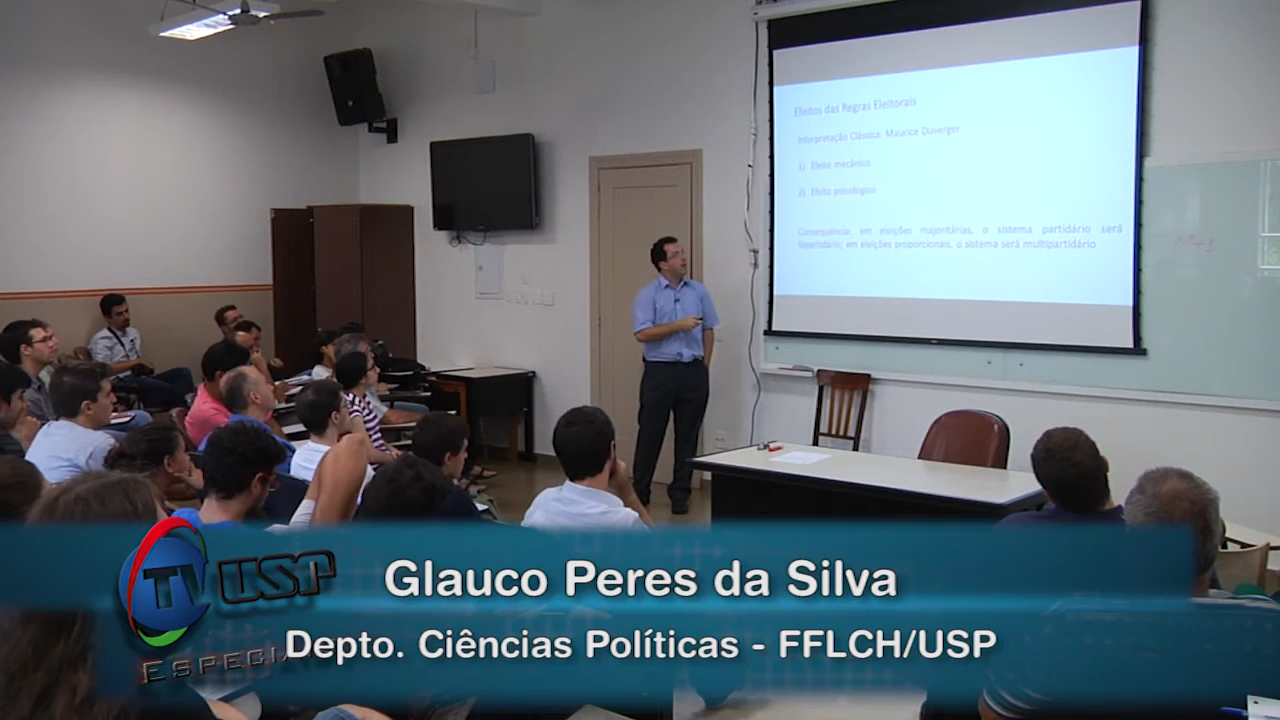 Efeitos das Regras Eleitorais
Interpretação Clássica: Maurice Duverger
1) Efeito mecânico
2) Efeito psicológico
Consequência: em eleições majoritárias, o sistema partidário será
bipartidário; em eleições proporcionais, o sistema será multipartidário
TV USP
ESPECIAL
Glauco Peres da Silva
Depto. Ciências Políticas - FFLCH/USP